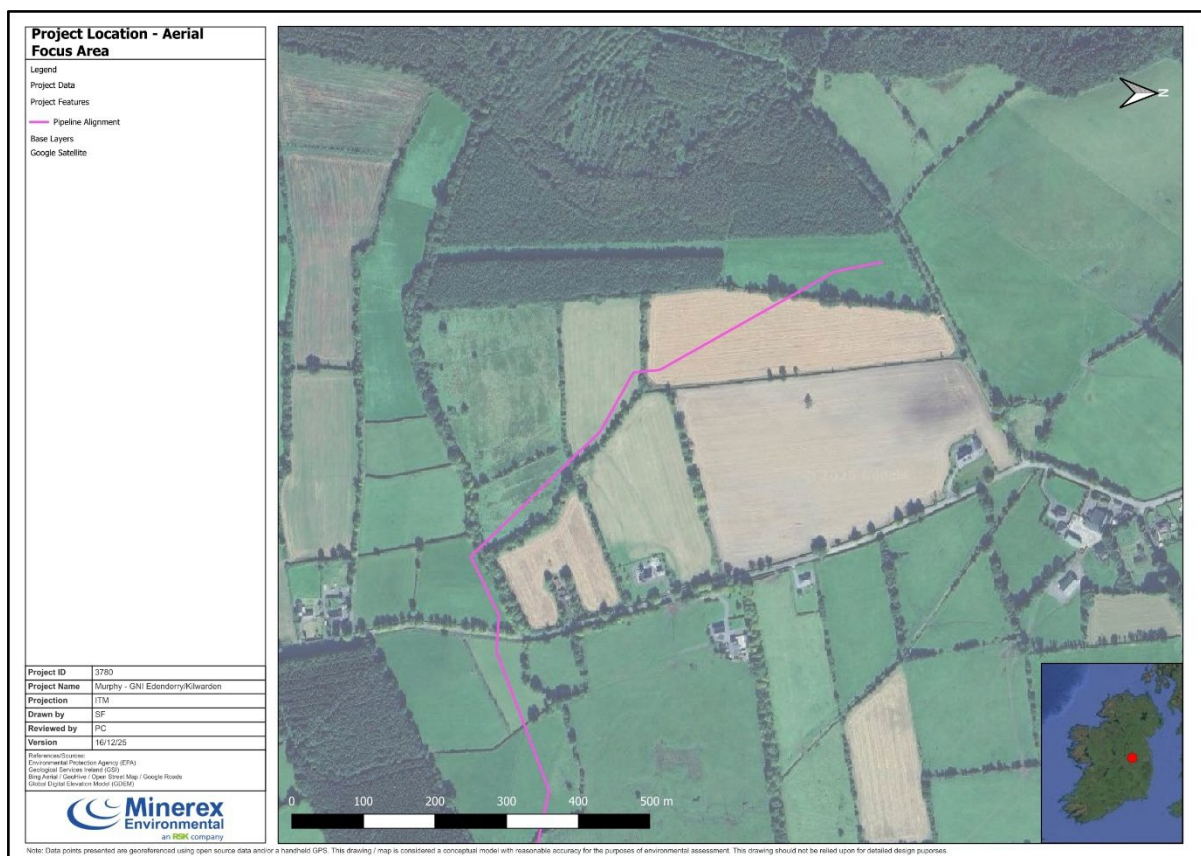 Project Location - Aerial
Focus Area
Legend
Project Data
Project Features
Pipeline Alignment
Base Layers
Google Satellite
N
Project ID 3780
Project Name Murphy - GNI Edenderry/Kilwarden
Projection ITM
Drawn by SF
Reviewed by PC
Version 16/12/25
References/Sources:
Environmental Protection Agency (EPA)
Geological Services Ireland (GSI)
Bing Aerial / GeoHive / Open Street Map / Google Roads
Global Digital Elevation Model (GDEM)
Minerex
Environmental
an RSK company
0 100 200 300 400 500 m
Note: Data points presented are georeferenced using open source data and/or a handheld GPS. This drawing / map is considered a conceptual model with reasonable accuracy for the purposes of environmental assessment. This drawing should not be relied upon for detailed design puporses.